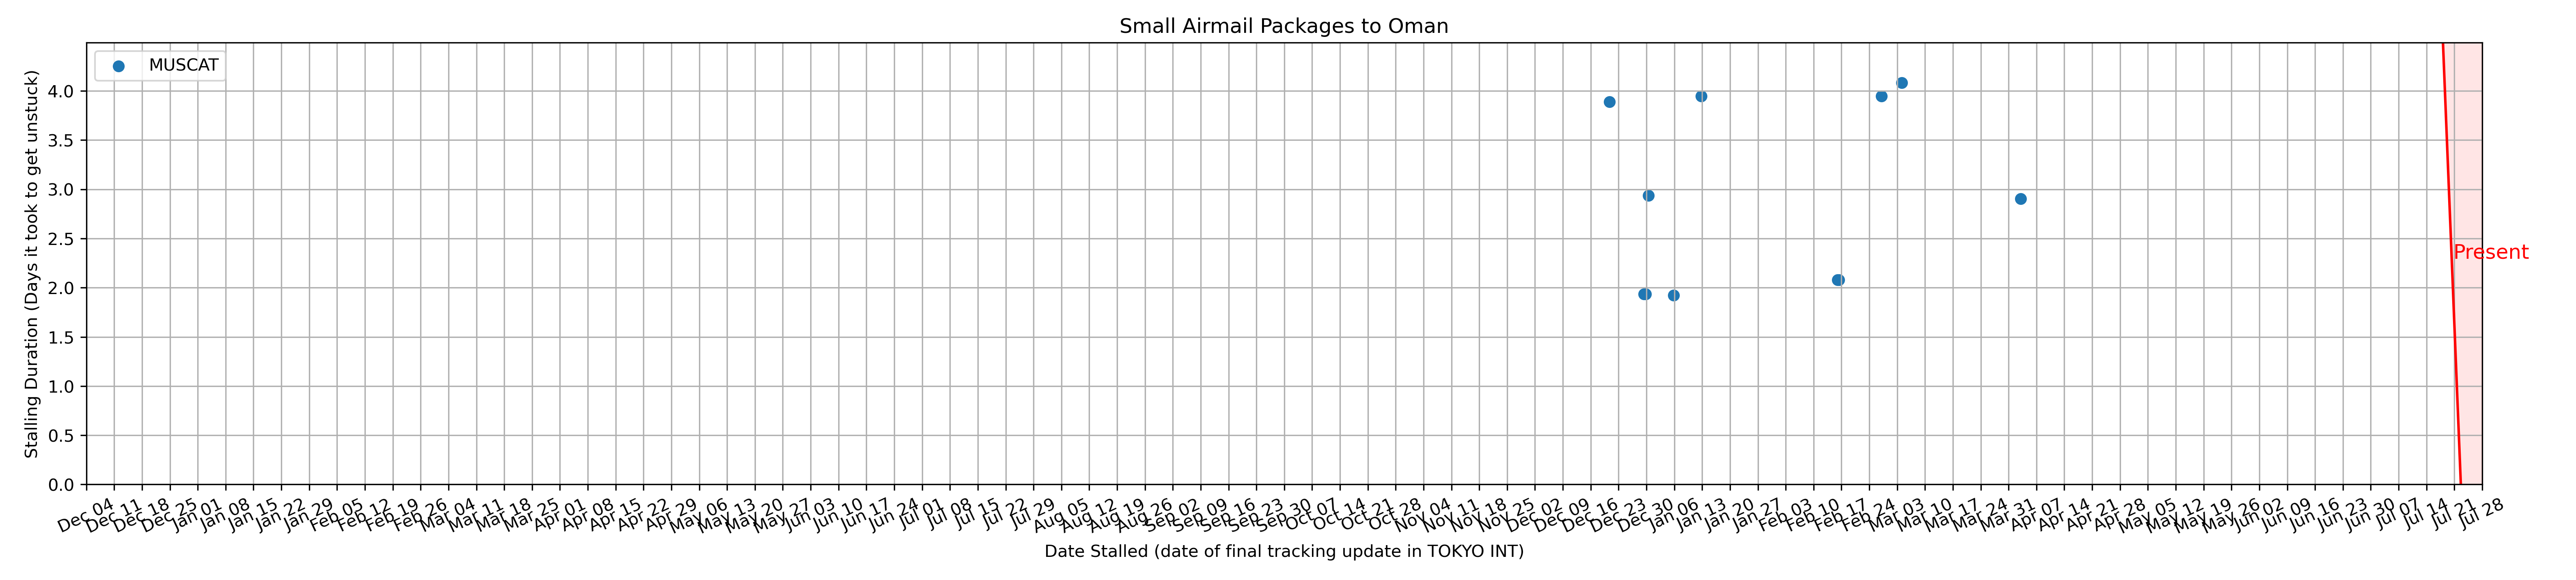 Small Airmail Packages to Oman
MUSCAT
Stalling Duration (Days it took to get unstuck)
4.0
3.5
3.0
2.5
2.0
1.5
1.0
0.5
0.0
Present
Dec 04 Dec 11 Dec 18 Dec 25 Jan 01 Jan 08 Jan 15 Jan 22 Jan 29 Feb 05 Feb 12 Feb 19 Feb 26 Mar 04 Mar 11 Mar 18 Mar 25 Apr 01 Apr 08 Apr 15 Apr 22 Apr 29 May 06 May 13 May 20 May 27 Jun 03 Jun 10 Jun 17 Jun 24 Jul 01 Jul 08 Jul 15 Jul 22 Jul 29 Aug 05 Aug 12 Aug 19 Aug 26 Sep 02 Sep 09 Sep 16 Sep 23 Sep 30 Oct 07 Oct 14 Oct 21 Oct 28 Nov 04 Nov 11 Nov 18 Nov 25 Dec 02 Dec 09 Dec 16 Dec 23 Dec 30 Jan 06 Jan 13 Jan 20 Jan 27 Feb 03 Feb 10 Feb 17 Feb 24 Mar 03 Mar 10 Mar 17 Mar 24 Mar 31 Apr 07 Apr 14 Apr 21 Apr 28 May 05 May 12 May 19 May 26 Jun 02 Jun 09 Jun 16 Jun 23 Jun 30 Jul 07 Jul 14 Jul 21 Jul 28
Date Stalled (date of final tracking update in TOKYO INT)